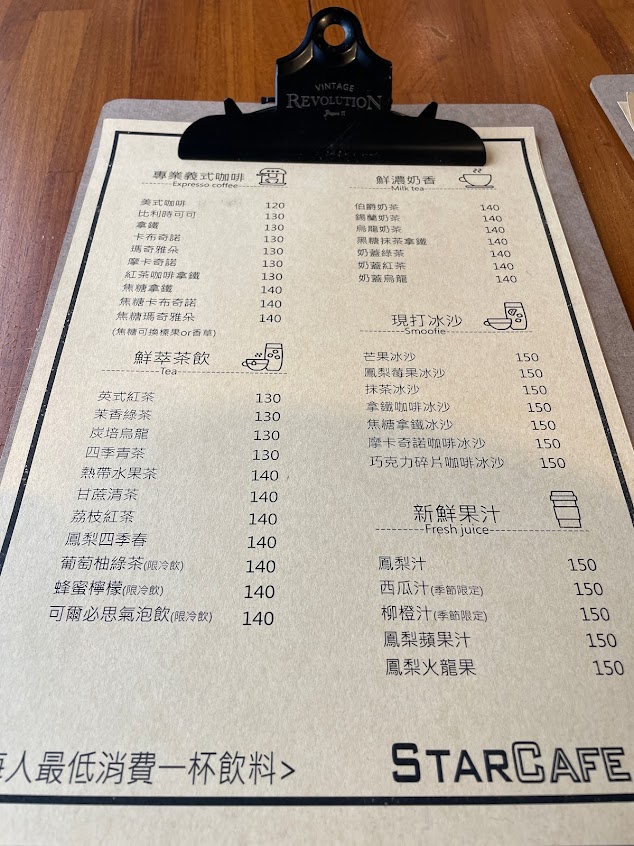 VINTAGE
REVOLUTION
專業義式咖啡
Expresso coffee
美式咖啡 120
比利時可可 130
拿鐵 130
卡布奇諾 130
瑪奇雅朵 130
摩卡奇諾 130
紅茶咖啡拿鐵 130
焦糖拿鐵 140
焦糖卡布奇諾 140
焦糖瑪奇雅朵 140
(焦糖可換榛果or香草)
鮮萃茶飲
Tea
英式紅茶 130
茉香綠茶 130
炭培烏龍 130
四季青茶 130
熱帶水果茶 140
甘蔗清茶 140
荔枝紅茶 140
鳳梨四季春 140
葡萄柚綠茶(限冷飲) 140
蜂蜜檸檬(限冷飲) 140
可爾必思氣泡飲(限冷飲) 140
鮮濃奶香
Milk tea
伯爵奶茶 140
錫蘭奶茶 140
烏龍奶茶 140
黑糖抹茶拿鐵 140
奶蓋綠茶 140
奶蓋紅茶 140
奶蓋烏龍 140
現打冰沙
Smoofie
芒果冰沙 150
鳳梨莓果冰沙 150
抹茶冰沙 150
拿鐵咖啡冰沙 150
焦糖拿鐵冰沙 150
摩卡奇諾咖啡冰沙 150
巧克力碎片咖啡冰沙 150
新鮮果汁
Fresh juice
鳳梨汁 150
西瓜汁(季節限定) 150
柳橙汁(季節限定) 150
鳳梨蘋果汁 150
鳳梨火龍果 150
人最低消費一杯飲料>
STARCAFE